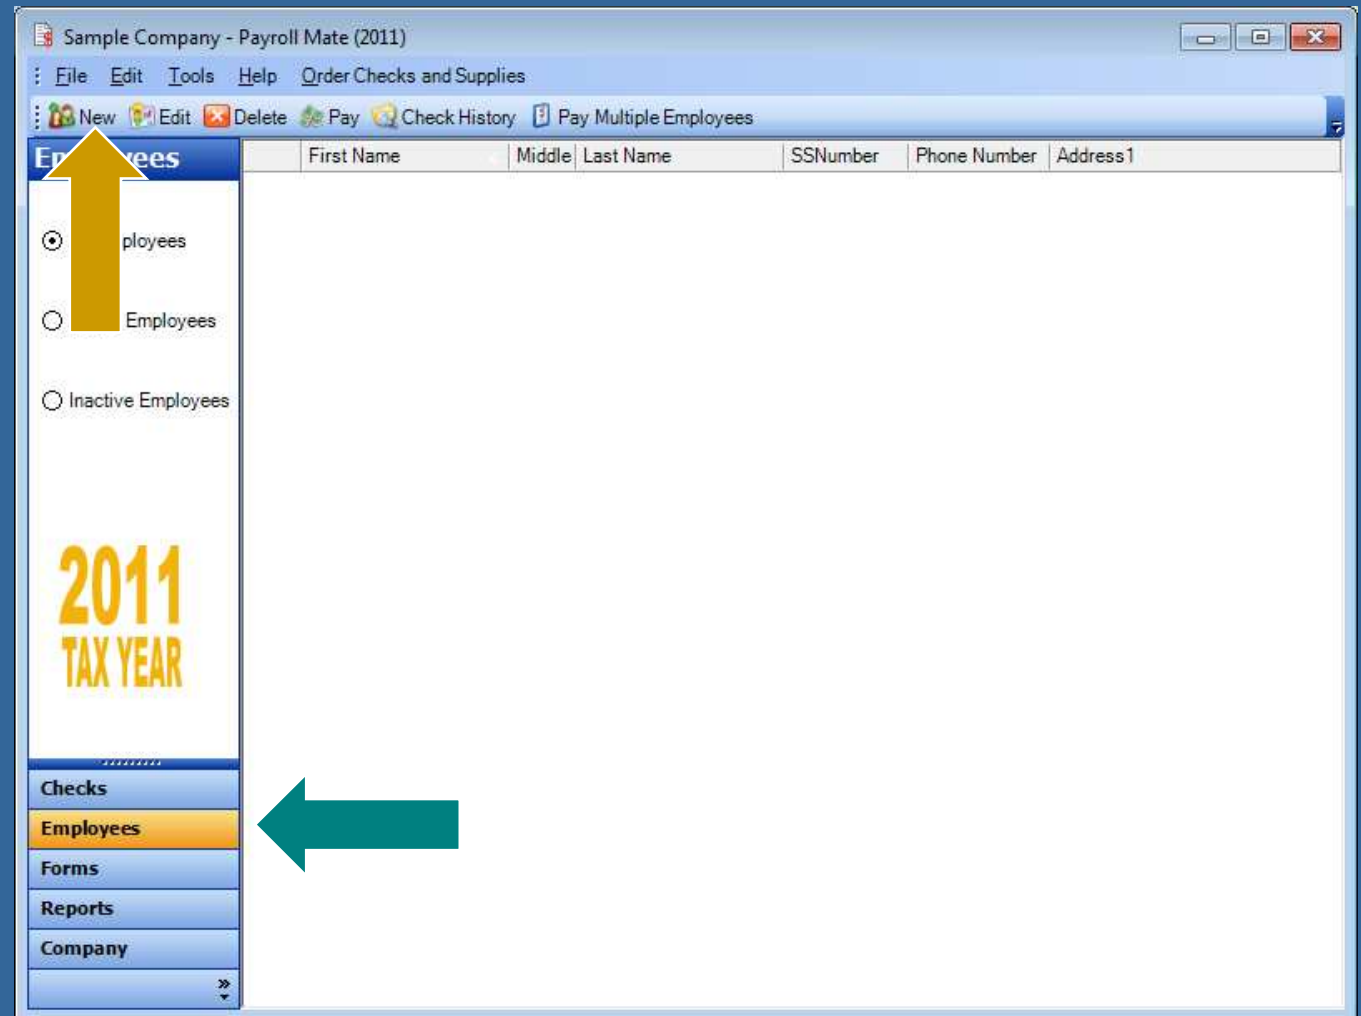 Sample Company - Payroll Mate (2011)
File Edit Tools Help Order Checks and Supplies
New Edit Delete Pay Check History Pay Multiple Employees
First Name Middle Last Name SSNumber Phone Number Address1
Employees
Inactive Employees
2011
TAX YEAR
Checks
Employees
Forms
Reports
Company